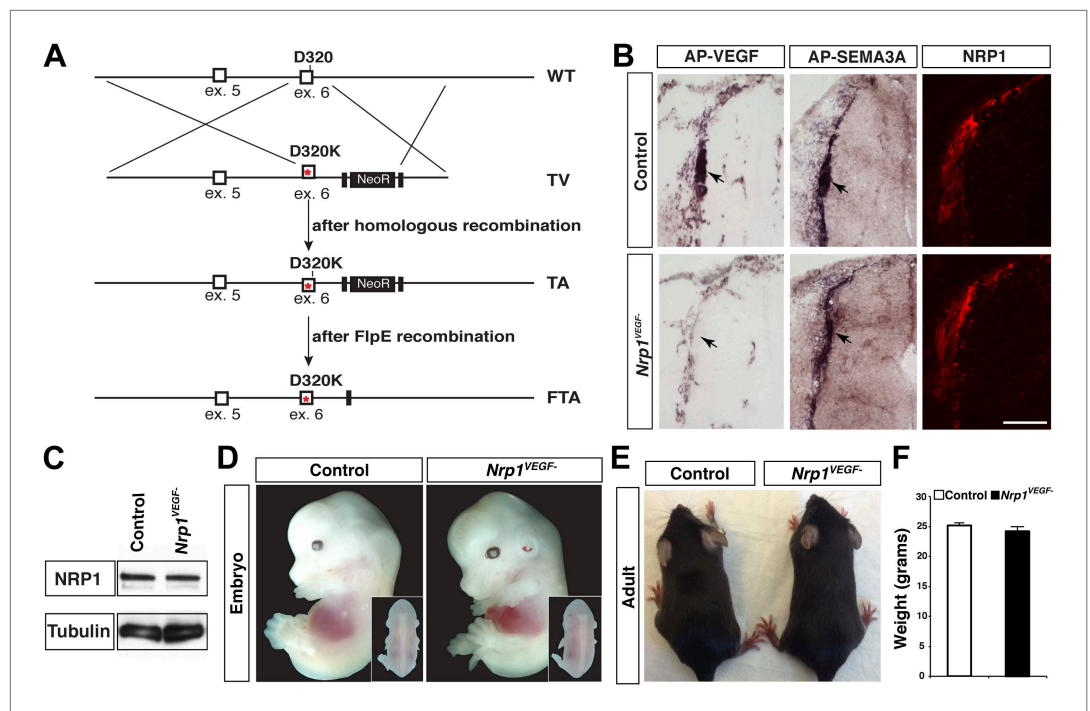 A
D320
WT
ex. 5
ex. 6
D320K
*
NeoR
TV
ex. 5
ex. 6
after homologous recombination
D320K
*
NeoR
TA
ex. 5
ex. 6
after FlpE recombination
D320K
*
FTA
ex. 5
ex. 6
B
AP-VEGF
AP-SEMA3A
NRP1
Control
Nrp1VEGF-
C
Control
Nrp1VEGF-
NRP1
Tubulin
D
Control
Nrp1VEGF-
Embryo
E
Control
Nrp1VEGF-
Adult
F
Control
Nrp1VEGF-
Weight (grams)
30
25
20
15
10
5
0